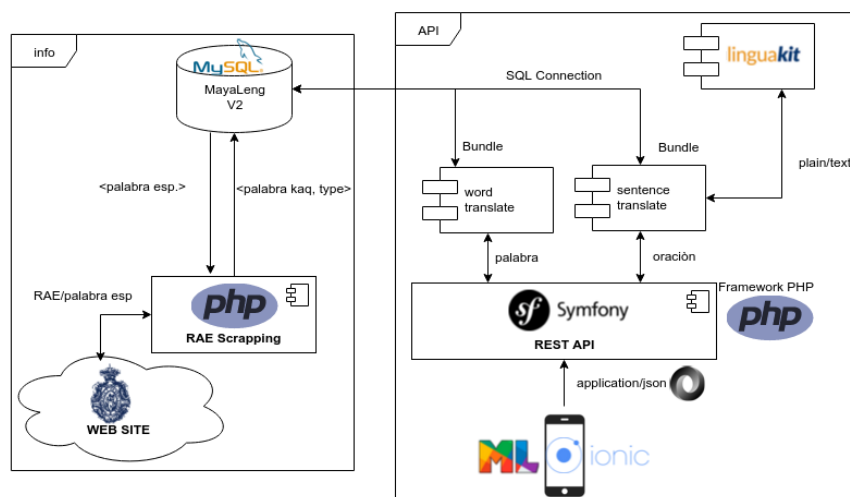 info
MySQL
MayaLeng
V2
<palabra esp.>
<palabra kaq, type>
RAE/palabra esp
php
RAE Scrapping
WEB SITE
API
SQL Connection
linguakit
Bundle
Bundle
plain/text
word
translate
sentence
translate
palabra
oraciòn
sf Symfony
REST API
Framework PHP
php
application/json
ML
ionic